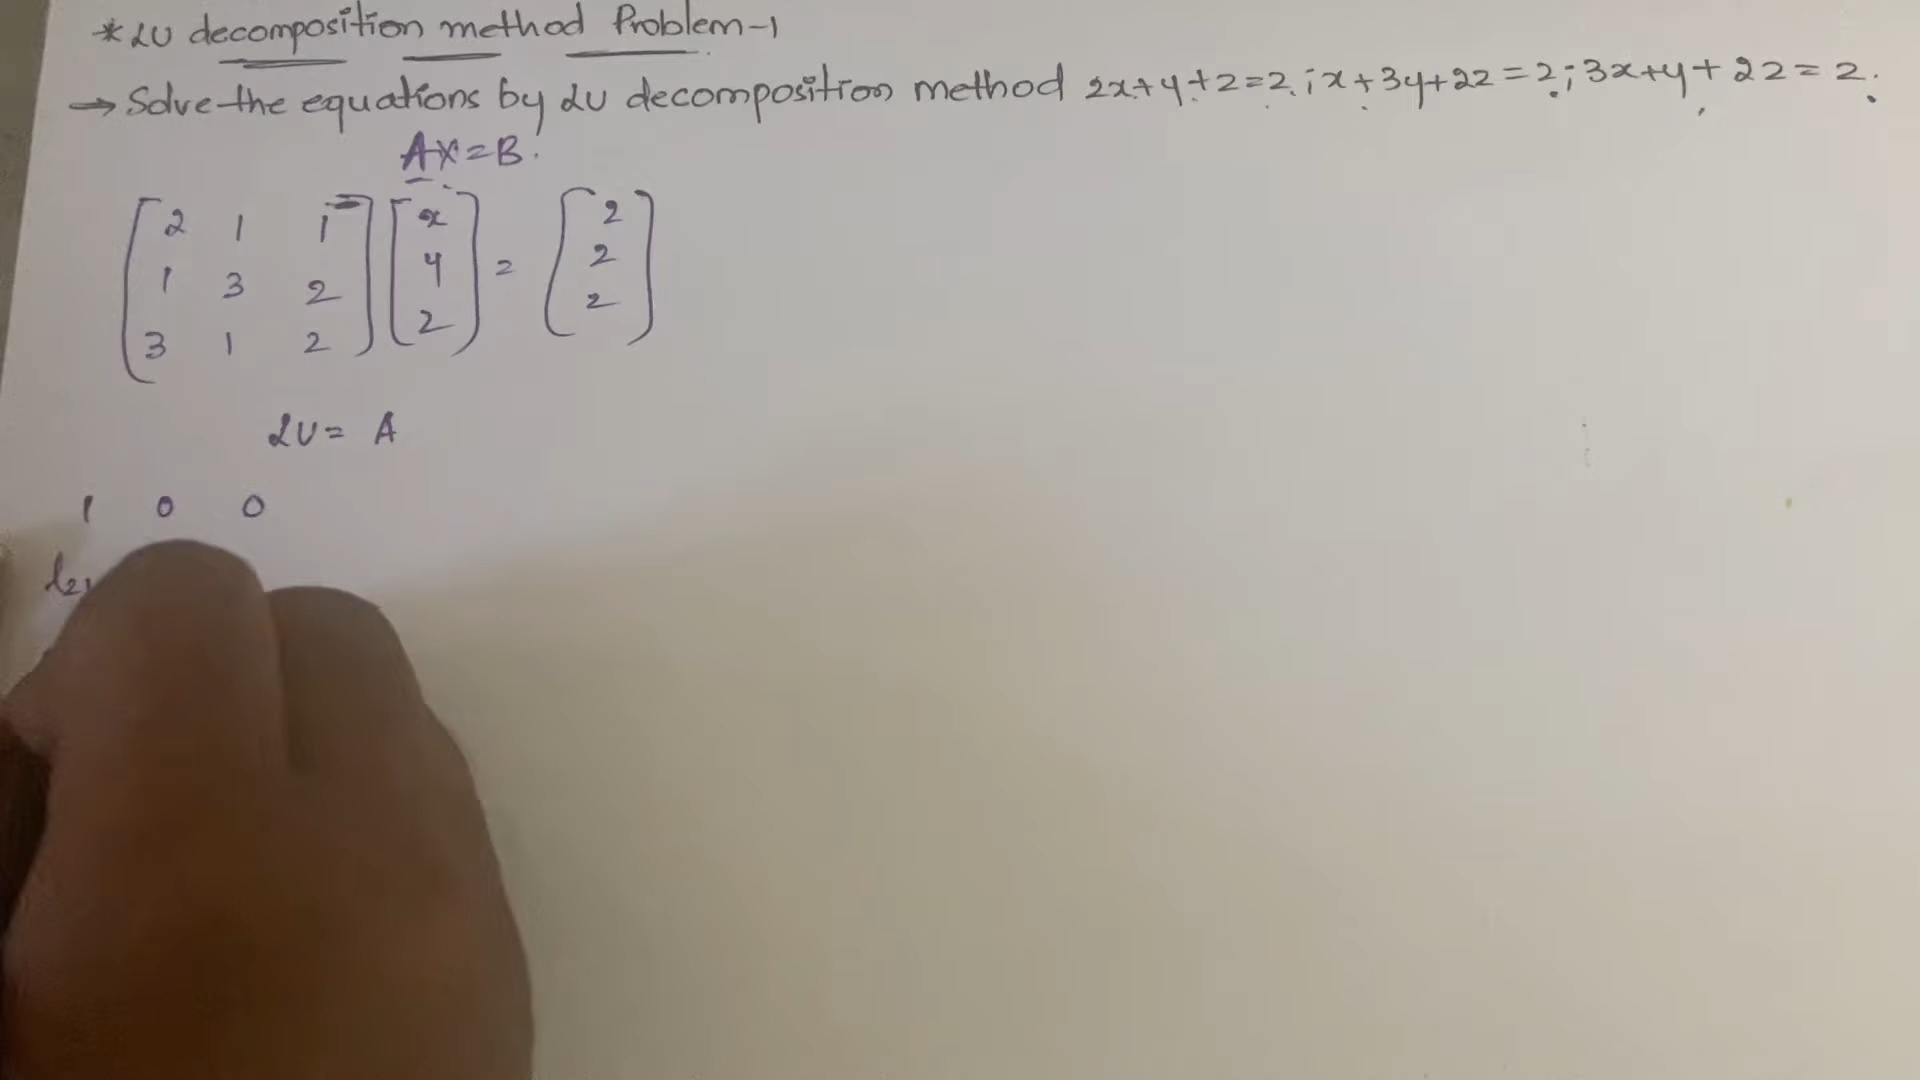 * LU decomposition method Problem-1
→ Solve the equations by LU decomposition method 2x+y+z=2; x+3y+2z=2; 3x+y+2z=2.
AX=B.
2 1 1 x = 2
1 3 2 y 2
3 1 2 z 2
LU = A
1 0 0
l21